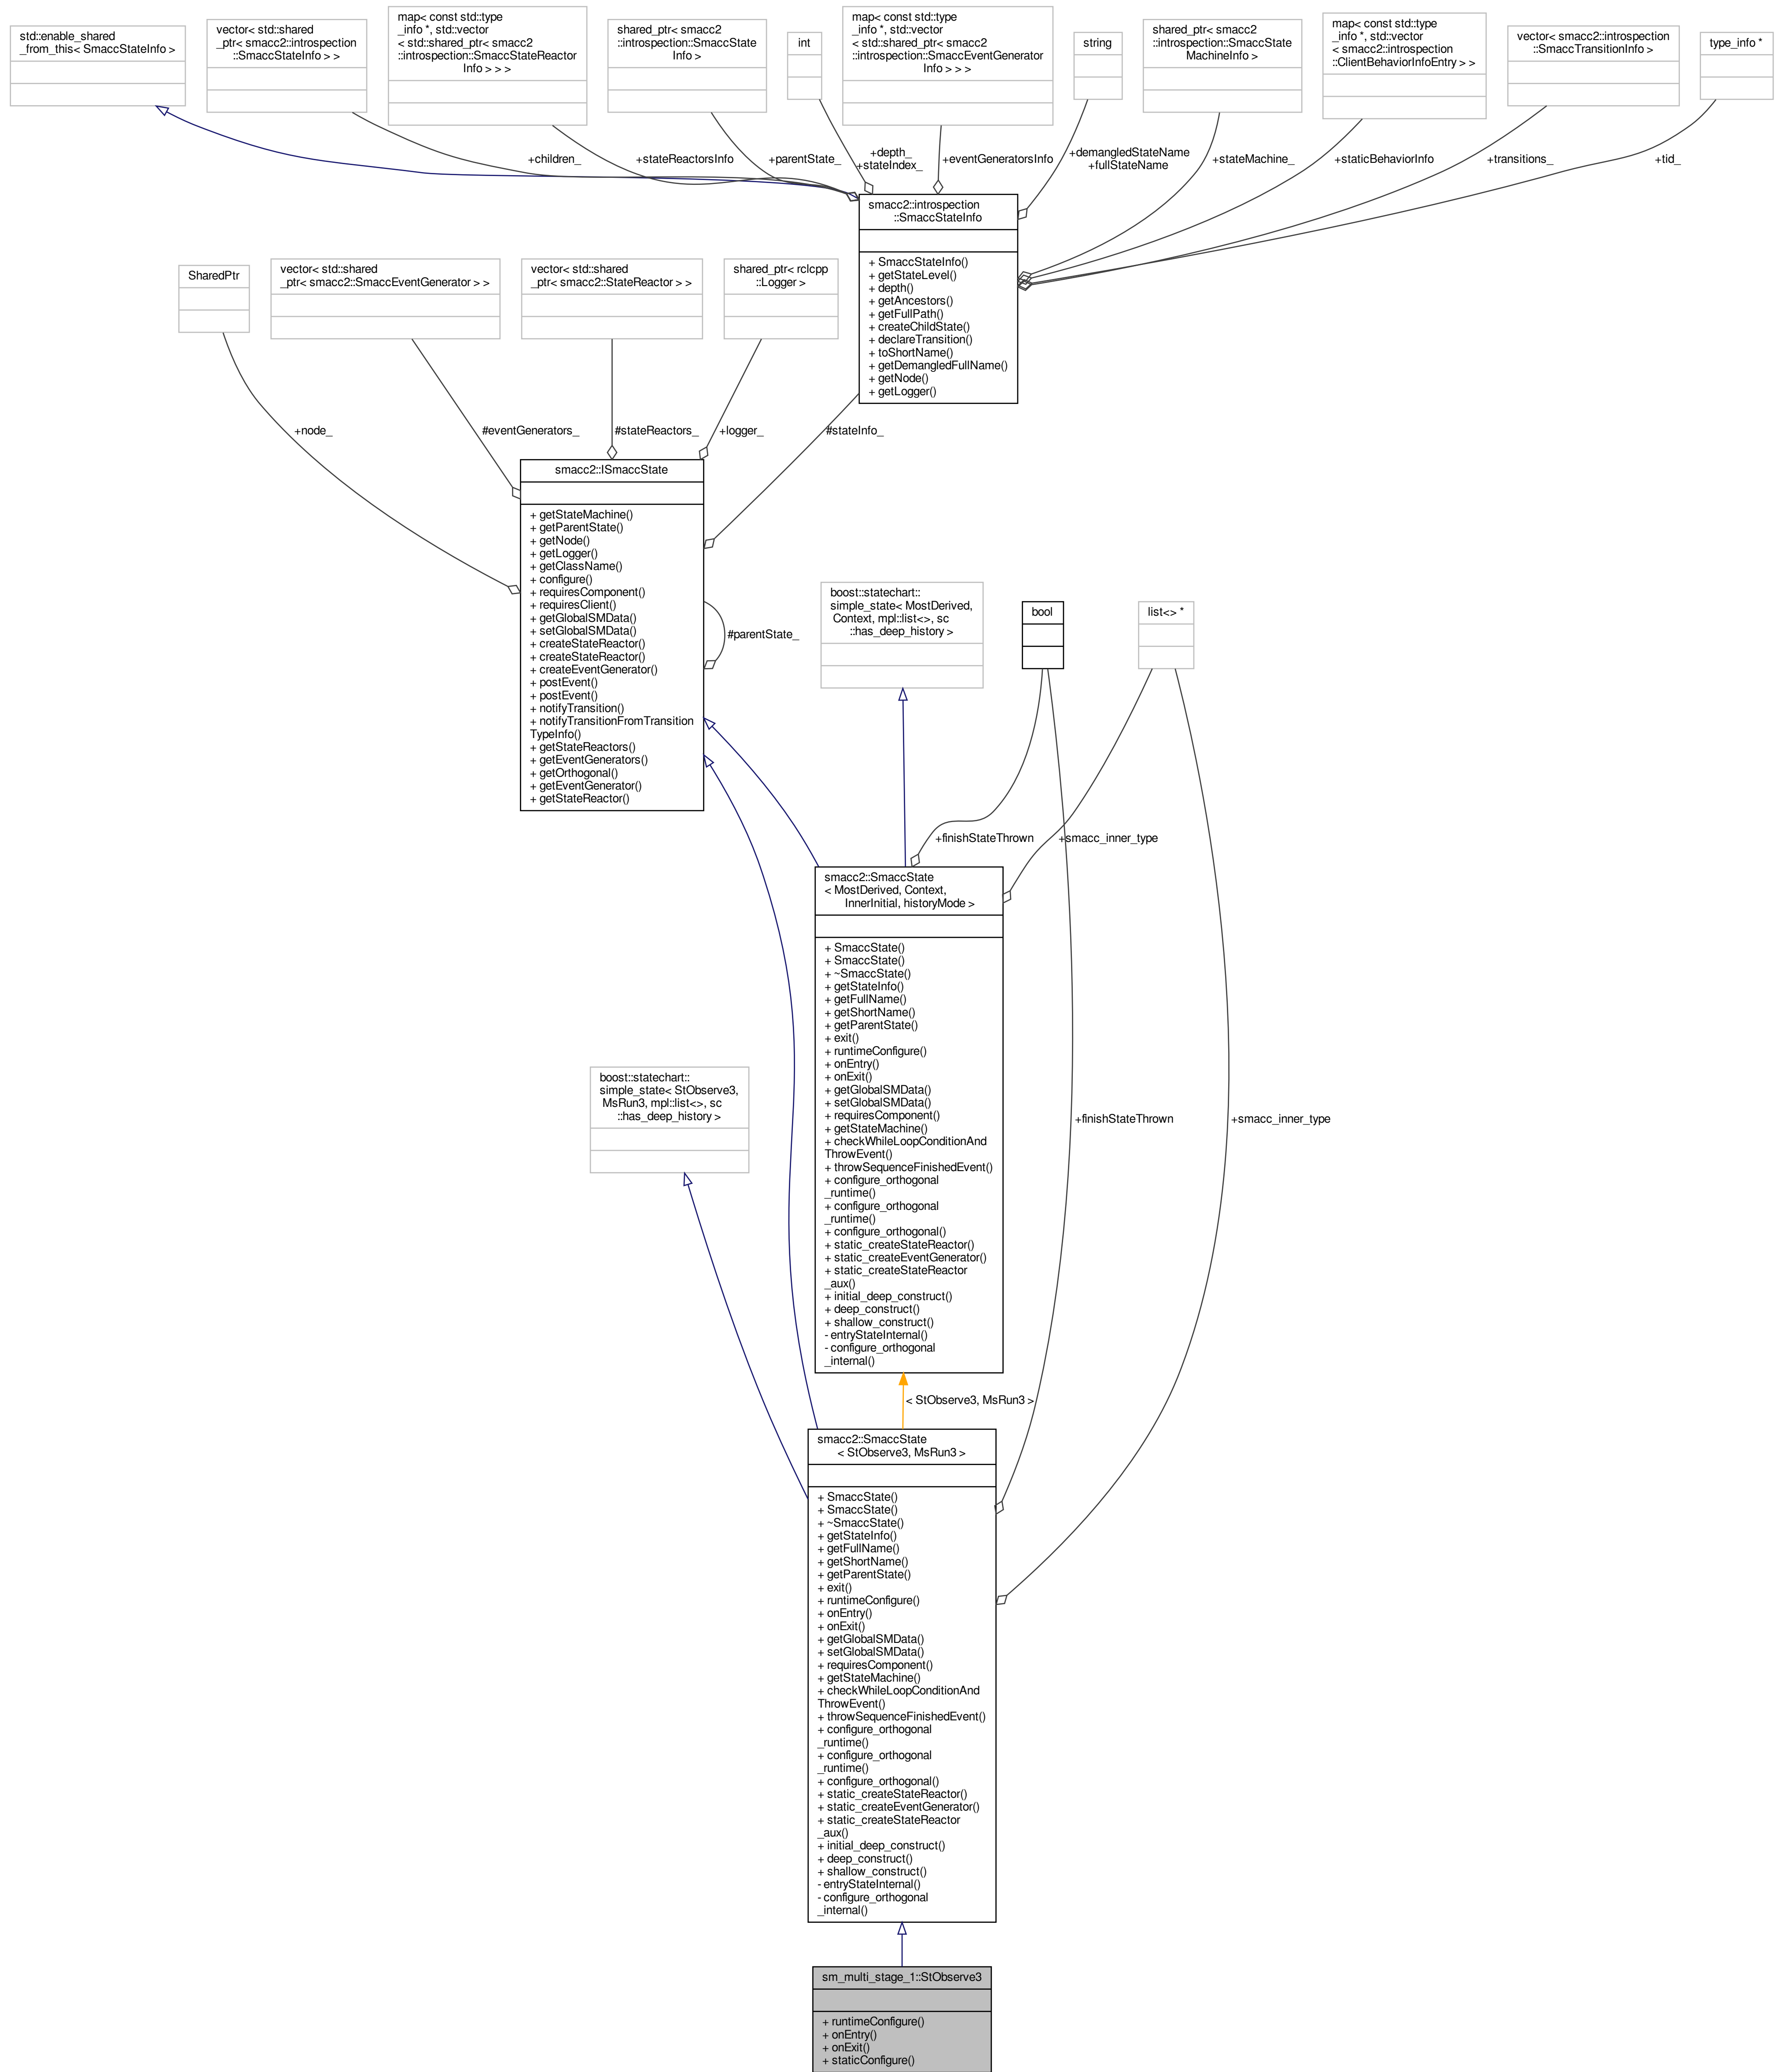 std::enable_shared
_from_this< SmaccStateInfo >
vector< std::shared
_ptr< smacc2::introspection
::SmaccStateInfo > >
map< const std::type
_info *, std::vector
< std::shared_ptr< smacc2
::introspection::SmaccStateReactor
Info > > >
shared_ptr< smacc2
::introspection::SmaccState
Info >
int
map< const std::type
_info *, std::vector
< std::shared_ptr< smacc2
::introspection::SmaccEventGenerator
Info > > >
string
shared_ptr< smacc2
::introspection::SmaccState
MachineInfo >
map< const std::type
_info *, std::vector
< smacc2::introspection
::ClientBehaviorInfoEntry > >
vector< smacc2::introspection
::SmaccTransitionInfo >
type_info *
+children_
+stateReactorsInfo
+parentState_
+depth_
+stateIndex_
+eventGeneratorsInfo
+demangledStateName
+fullStateName
+stateMachine_
+staticBehaviorInfo
+transitions_
+tid_
smacc2::introspection
::SmaccStateInfo
+ SmaccStateInfo()
+ getStateLevel()
+ depth()
+ getAncestors()
+ getFullPath()
+ createChildState()
+ declareTransition()
+ toShortName()
+ getDemangledFullName()
+ getNode()
+ getLogger()
SharedPtr
vector< std::shared
_ptr< smacc2::SmaccEventGenerator > >
vector< std::shared
_ptr< smacc2::StateReactor > >
shared_ptr< rclcpp
::Logger >
+node_
#eventGenerators_
#stateReactors_
+logger_
#stateInfo_
smacc2::ISmaccState
+ getStateMachine()
+ getParentState()
+ getNode()
+ getLogger()
+ getClassName()
+ configure()
+ requiresComponent()
+ requiresClient()
+ getGlobalSMData()
+ setGlobalSMData()
+ createStateReactor()
+ createStateReactor()
+ createEventGenerator()
+ postEvent()
+ postEvent()
+ notifyTransition()
+ notifyTransitionFromTransition
TypeInfo()
+ getStateReactors()
+ getEventGenerators()
+ getOrthogonal()
+ getEventGenerator()
+ getStateReactor()
#parentState_
boost::statechart::
simple_state< MostDerived,
Context, mpl::list<>, sc
::has_deep_history >
bool
list<> *
+finishStateThrown
+smacc_inner_type
smacc2::SmaccState
< MostDerived, Context,
InnerInitial, historyMode >
+ SmaccState()
+ SmaccState()
+ ~SmaccState()
+ getStateInfo()
+ getFullName()
+ getShortName()
+ getParentState()
+ exit()
+ runtimeConfigure()
+ onEntry()
+ onExit()
+ getGlobalSMData()
+ setGlobalSMData()
+ requiresComponent()
+ getStateMachine()
+ checkWhileLoopConditionAnd
ThrowEvent()
+ throwSequenceFinishedEvent()
+ configure_orthogonal
_runtime()
+ configure_orthogonal
_runtime()
+ configure_orthogonal()
+ static_createStateReactor()
+ static_createEventGenerator()
+ static_createStateReactor
_aux()
+ initial_deep_construct()
+ deep_construct()
+ shallow_construct()
- entryStateInternal()
- configure_orthogonal
_internal()
boost::statechart::
simple_state< StObserve3,
MsRun3, mpl::list<>, sc
::has_deep_history >
+finishStateThrown
+smacc_inner_type
< StObserve3, MsRun3 >
smacc2::SmaccState
< StObserve3, MsRun3 >
+ SmaccState()
+ SmaccState()
+ ~SmaccState()
+ getStateInfo()
+ getFullName()
+ getShortName()
+ getParentState()
+ exit()
+ runtimeConfigure()
+ onEntry()
+ onExit()
+ getGlobalSMData()
+ setGlobalSMData()
+ requiresComponent()
+ getStateMachine()
+ checkWhileLoopConditionAnd
ThrowEvent()
+ throwSequenceFinishedEvent()
+ configure_orthogonal
_runtime()
+ configure_orthogonal
_runtime()
+ configure_orthogonal()
+ static_createStateReactor()
+ static_createEventGenerator()
+ static_createStateReactor
_aux()
+ initial_deep_construct()
+ deep_construct()
+ shallow_construct()
- entryStateInternal()
- configure_orthogonal
_internal()
sm_multi_stage_1::StObserve3
+ runtimeConfigure()
+ onEntry()
+ onExit()
+ staticConfigure()